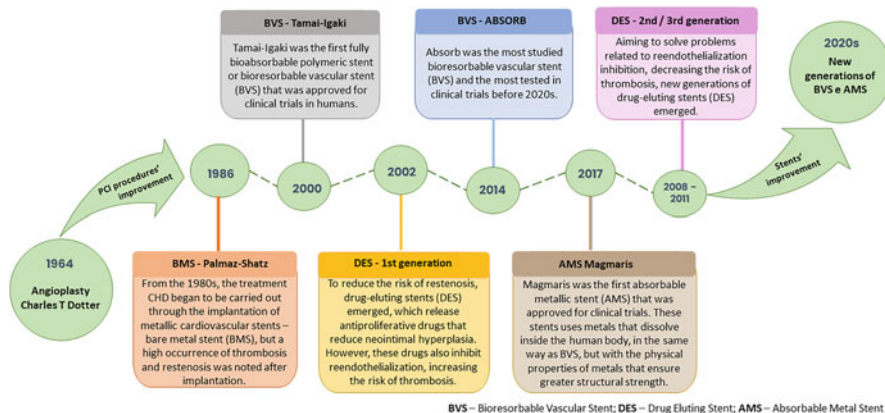 BVS - Tamai-Igaki
Tamai-Igaki was the first fully
bioabsorbable polymeric stent
or bioresorbable vascular stent
(BVS) that was approved for
clinical trials in humans.
BVS - ABSORB
Absorb was the most studied
bioresorbable vascular stent
(BVS) and the most tested in
clinical trials before 2020s.
DES - 2nd / 3rd generation
Aiming to solve problems
related to reendothelialization
inhibition, decreasing the risk of
thrombosis, new generations of
drug-eluting stents (DES)
emerged.
2020s
New
generations of
BVS e AMS
PCI procedures'
improvement
1986
2000
2002
2014
2017
2008 –
2011
Stents'
improvement
1964
Angioplasty
Charles T Dotter
BMS - Palmaz-Shatz
From the 1980s, the treatment
CHD began to be carried out
through the implantation of
metallic cardiovascular stents –
bare metal stent (BMS), but a
high occurrence of thrombosis
and restenosis was noted after
implantation.
DES - 1st generation
To reduce the risk of restenosis,
drug-eluting stents (DES)
emerged, which release
antiproliferative drugs that
reduce neointimal hyperplasia.
However, these drugs also inhibit
reendothelialization, increasing
the risk of thrombosis.
AMS Magmaris
Magmaris was the first absorbable
metallic stent (AMS) that was
approved for clinical trials. These
stents uses metals that dissolve
inside the human body, in the
same way as BVS, but with the
physical properties of metals that ensure
greater structural strength.
BVS – Bioresorbable Vascular Stent; DES – Drug Eluting Stent; AMS – Absorbable Metal Stent